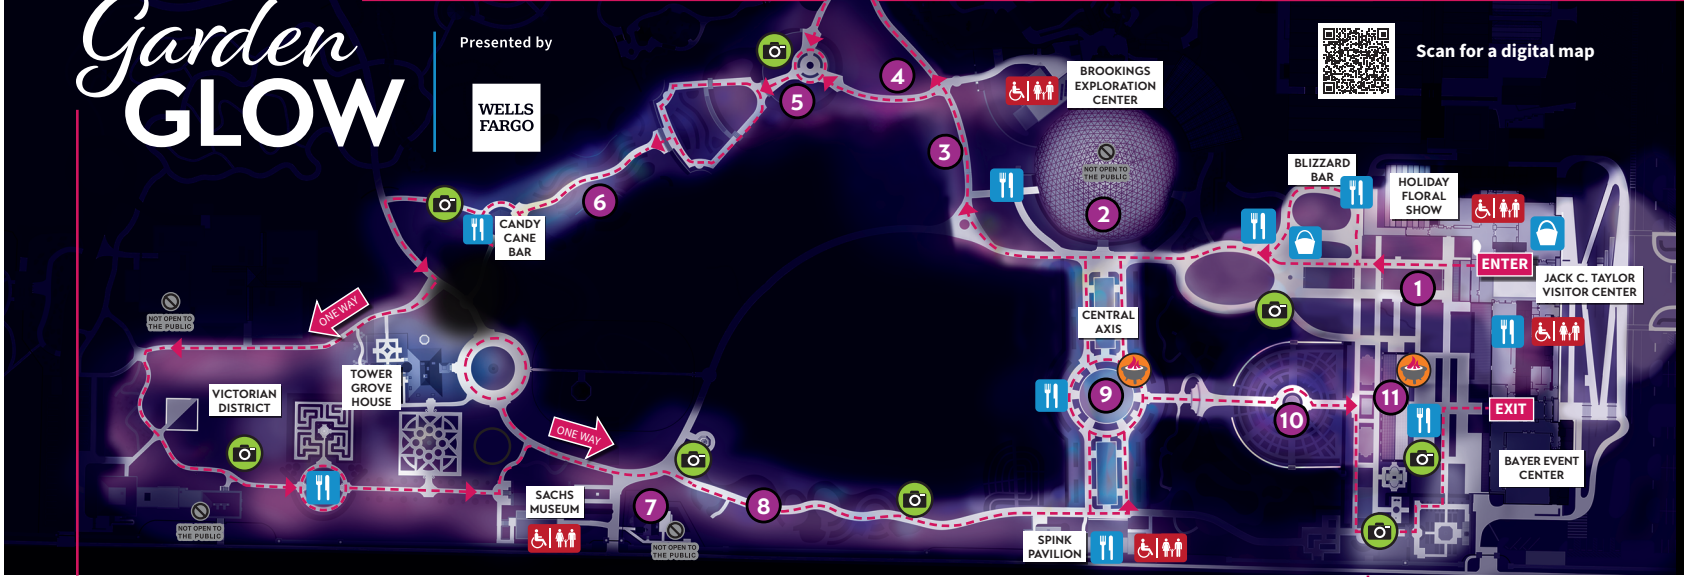 Garden
GLOW
Presented by
WELLS
FARGO
Scan for a digital map
BROOKINGS
EXPLORATION
CENTER
4
5
3
NOT OPEN TO
THE PUBLIC
2
6
CANDY
CANE
BAR
BLIZZARD
BAR
HOLIDAY
FLORAL
SHOW
ENTER
JACK C. TAYLOR
VISITOR CENTER
1
ONE WAY
NOT OPEN TO
THE PUBLIC
CENTRAL
AXIS
TOWER
GROVE
HOUSE
VICTORIAN
DISTRICT
9
10
11
EXIT
ONE WAY
BAYER EVENT
CENTER
SACHS
MUSEUM
7
8
NOT OPEN TO
THE PUBLIC
NOT OPEN TO
THE PUBLIC
SPINK
PAVILION